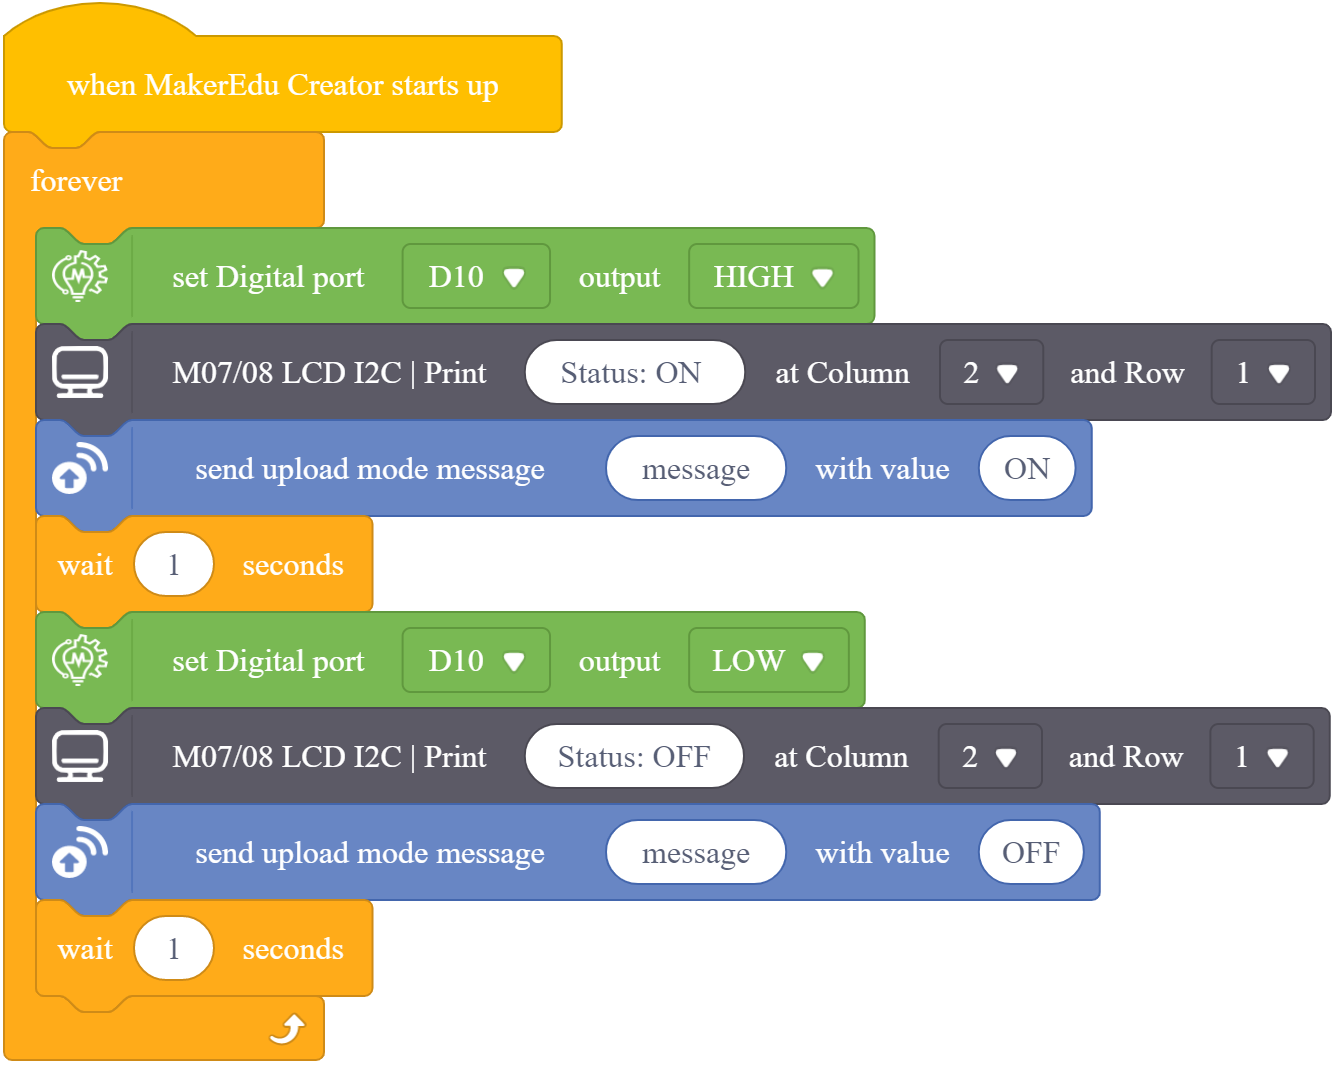 when MakerEdu Creator starts up
forever
set Digital port D10 output HIGH
M07/08 LCD I2C | Print Status: ON at Column 2 and Row 1
send upload mode message message with value ON
wait 1 seconds
set Digital port D10 output LOW
M07/08 LCD I2C | Print Status: OFF at Column 2 and Row 1
send upload mode message message with value OFF
wait 1 seconds